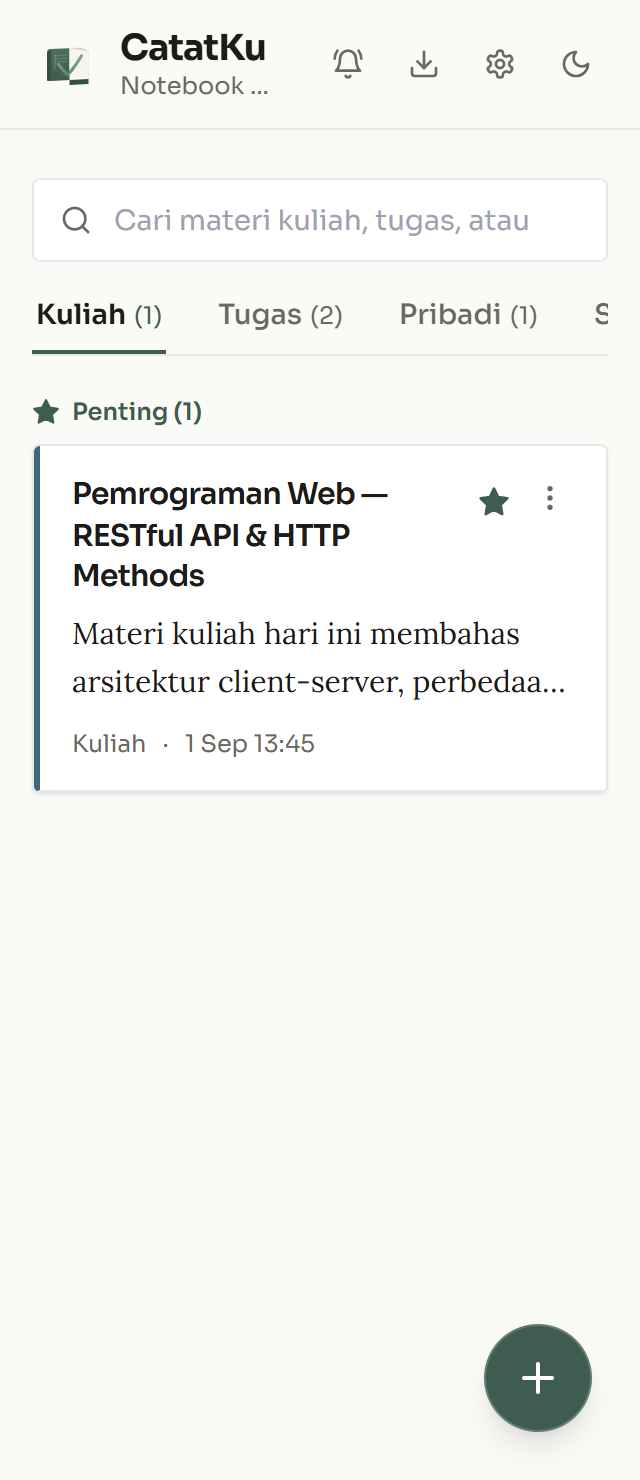 CatatKu
Notebook ...
Cari materi kuliah, tugas, atau
Kuliah (1) Tugas (2) Pribadi (1) S
Penting (1)
Pemrograman Web —
RESTful API & HTTP
Methods
Materi kuliah hari ini membahas
arsitektur client-server, perbedaa...
Kuliah · 1 Sep 13:45